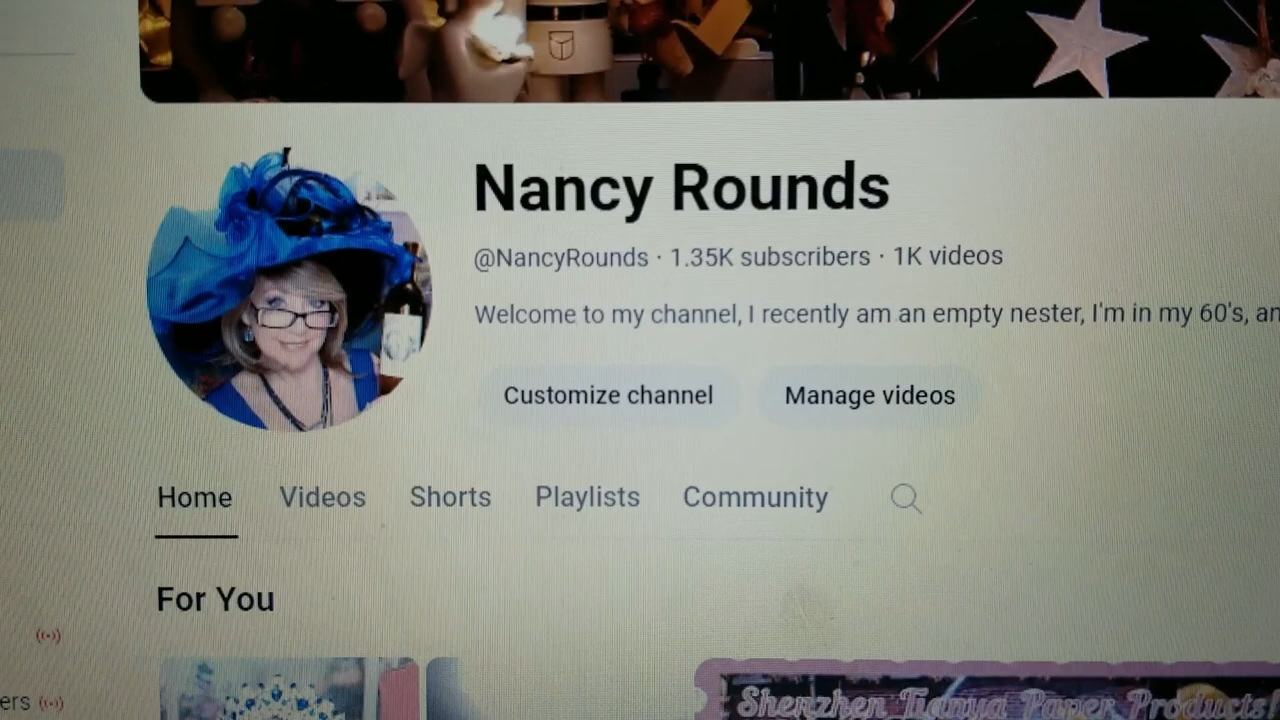 Nancy Rounds
@NancyRounds · 1.35K subscribers · 1K videos
Welcome to my channel, I recently am an empty nester, I'm in my 60's, an
Customize channel Manage videos
Home Videos Shorts Playlists Community
For You
ers
Shenzhen Tianya Paper Products!